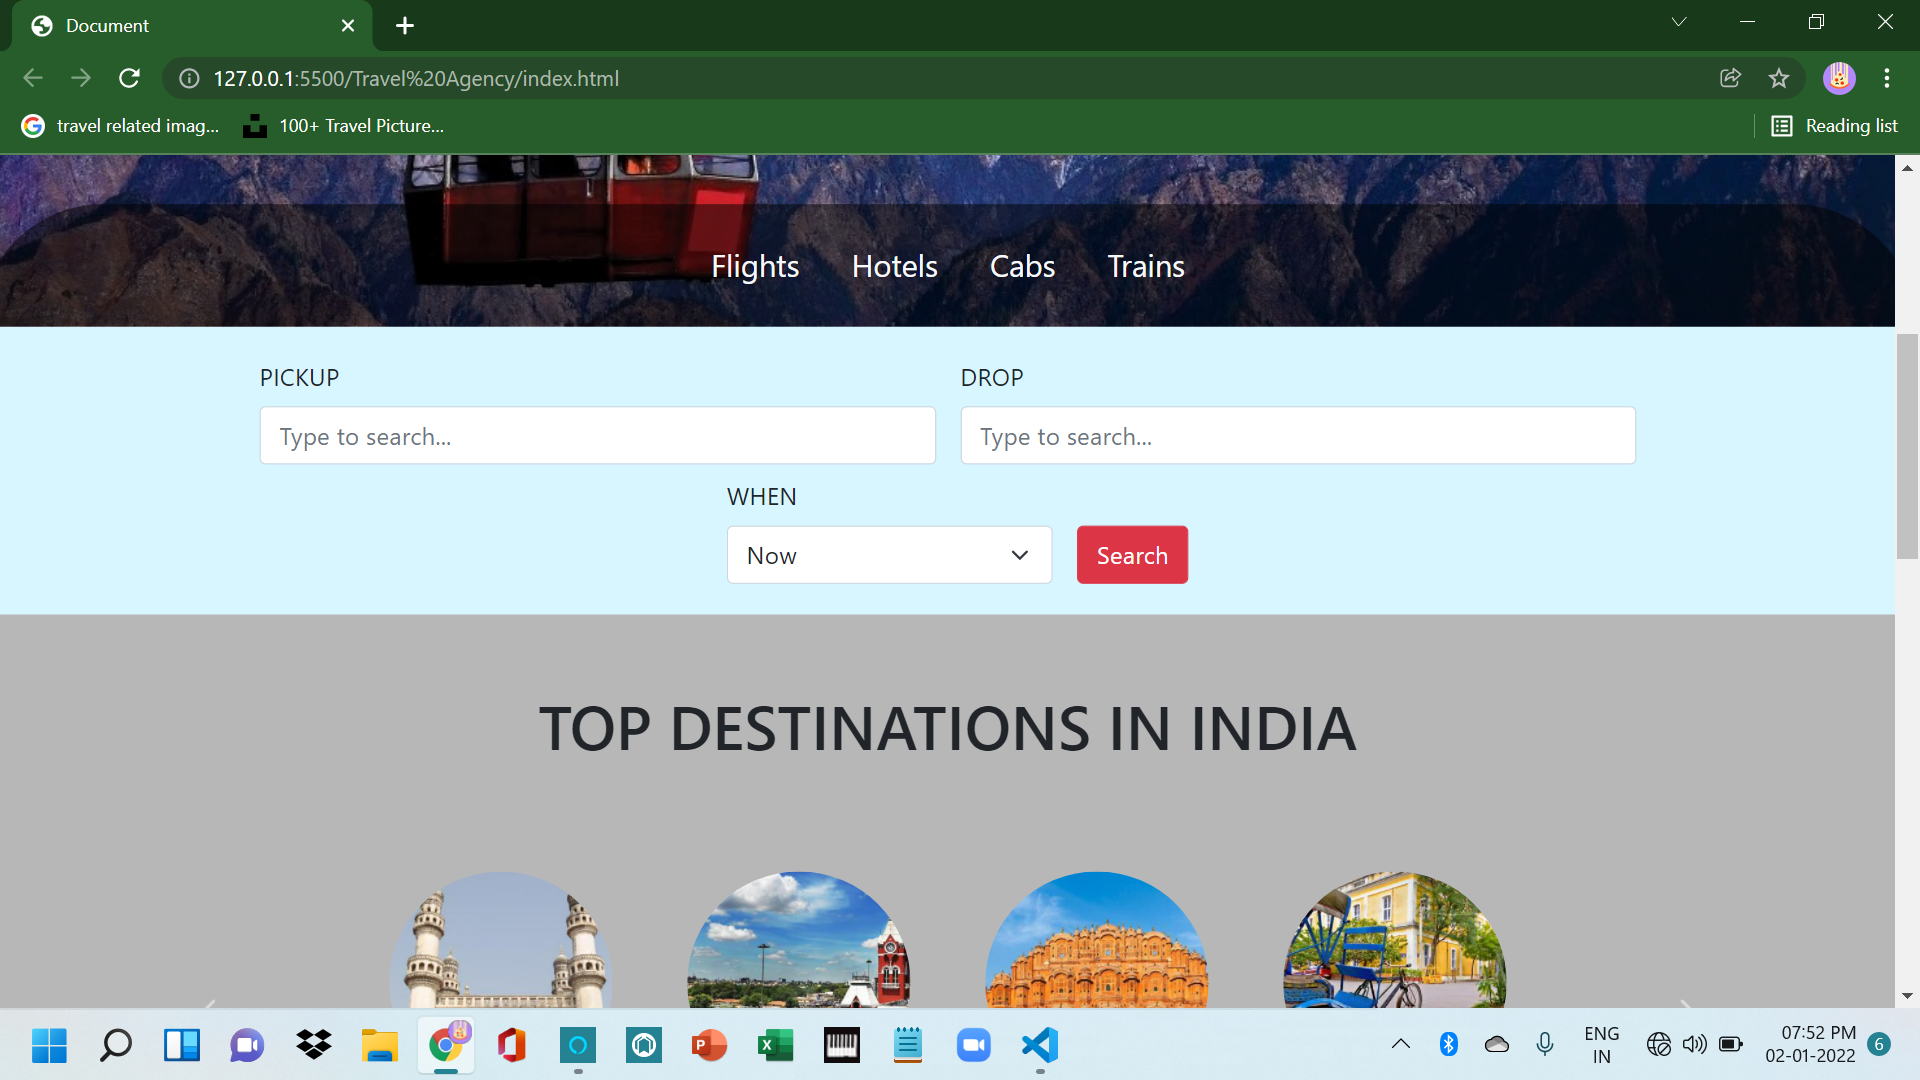 Document
127.0.0.1:5500/Travel%20Agency/index.html
travel related imag... 100+ Travel Picture... Reading list
Flights Hotels Cabs Trains
PICKUP DROP
Type to search... Type to search...
WHEN
Now Search
TOP DESTINATIONS IN INDIA
ENG 07:52 PM
IN 02-01-2022 6